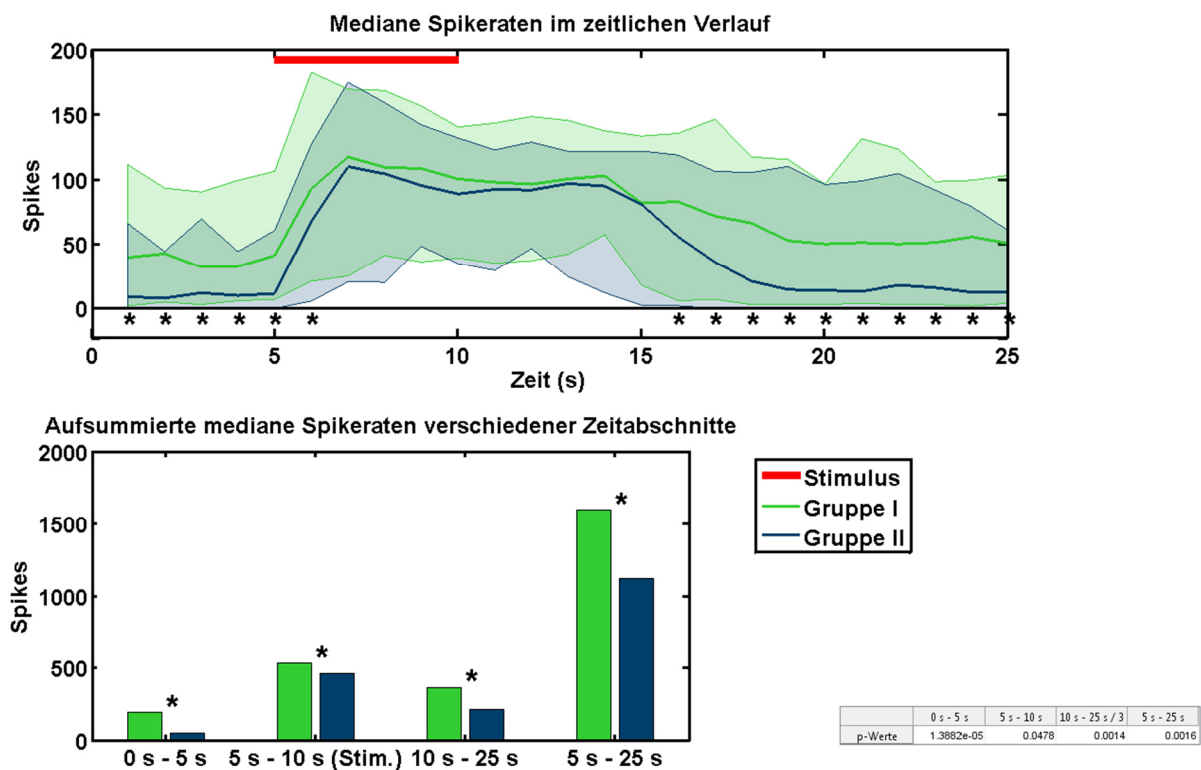 Mediane Spikeraten im zeitlichen Verlauf
200
150
100
50
0
Spikes
* * * * * * * * * * * * * * * *
0 5 10 15 20 25
Zeit (s)
Aufsummierte mediane Spikeraten verschiedener Zeitabschnitte
2000
1500
1000
500
0
Spikes
* * * *
0 s - 5 s 5 s - 10 s (Stim.) 10 s - 25 s 5 s - 25 s
Stimulus
Gruppe I
Gruppe II
0 s - 5 s 5 s - 10 s 10 s - 25 s / 3 5 s - 25 s
p-Werte 1.3882e-05 0.0478 0.0014 0.0016